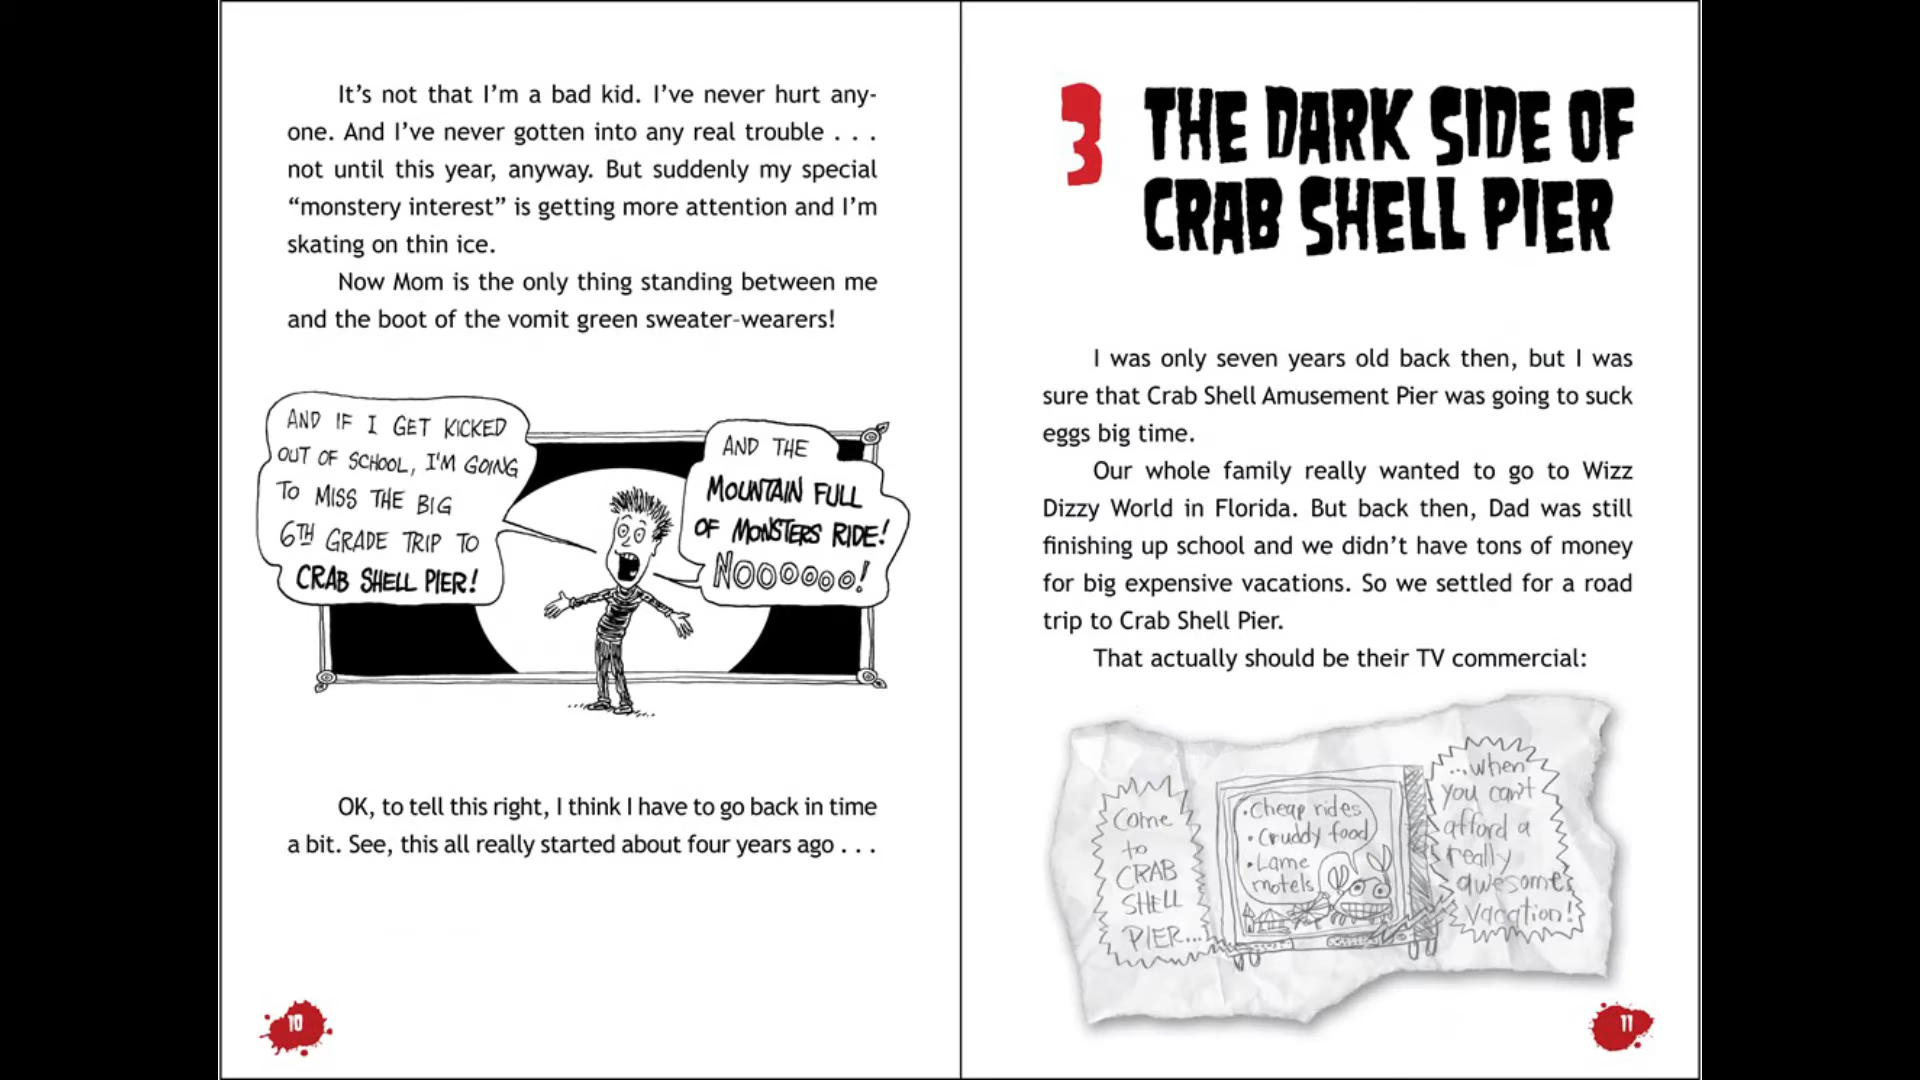 It’s not that I’m a bad kid. I’ve never hurt any-
one. And I’ve never gotten into any real trouble . . .
not until this year, anyway. But suddenly my special
“monstery interest” is getting more attention and I’m
skating on thin ice.
Now Mom is the only thing standing between me
and the boot of the vomit green sweater-wearers!
AND IF I GET KICKED
OUT OF SCHOOL, I'M GOING
TO MISS THE BIG
6TH GRADE TRIP TO
CRAB SHELL PIER!
AND THE
MOUNTAIN FULL
OF MONSTERS RIDE!
NOOOOOO!
OK, to tell this right, I think I have to go back in time
a bit. See, this all really started about four years ago . . .
10
3 THE DARK SIDE OF
CRAB SHELL PIER
I was only seven years old back then, but I was
sure that Crab Shell Amusement Pier was going to suck
eggs big time.
Our whole family really wanted to go to Wizz
Dizzy World in Florida. But back then, Dad was still
finishing up school and we didn’t have tons of money
for big expensive vacations. So we settled for a road
trip to Crab Shell Pier.
That actually should be their TV commercial:
Come
to
CRAB
SHELL
PIER...
•Cheap rides
•Cruddy food
•Lame
motels
...when
you can't
afford a
really
awesome
vacation!
11